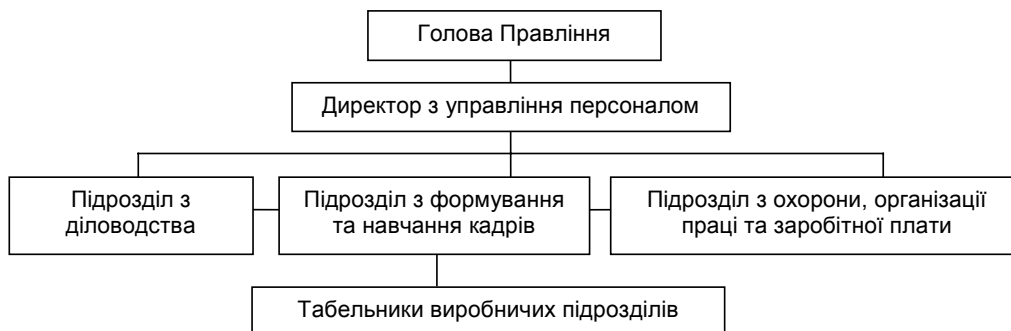 Голова Правління
Директор з управління персоналом
Підрозділ з
діловодства
Підрозділ з формування
та навчання кадрів
Підрозділ з охорони, організації
праці та заробітної плати
Табельники виробничих підрозділів